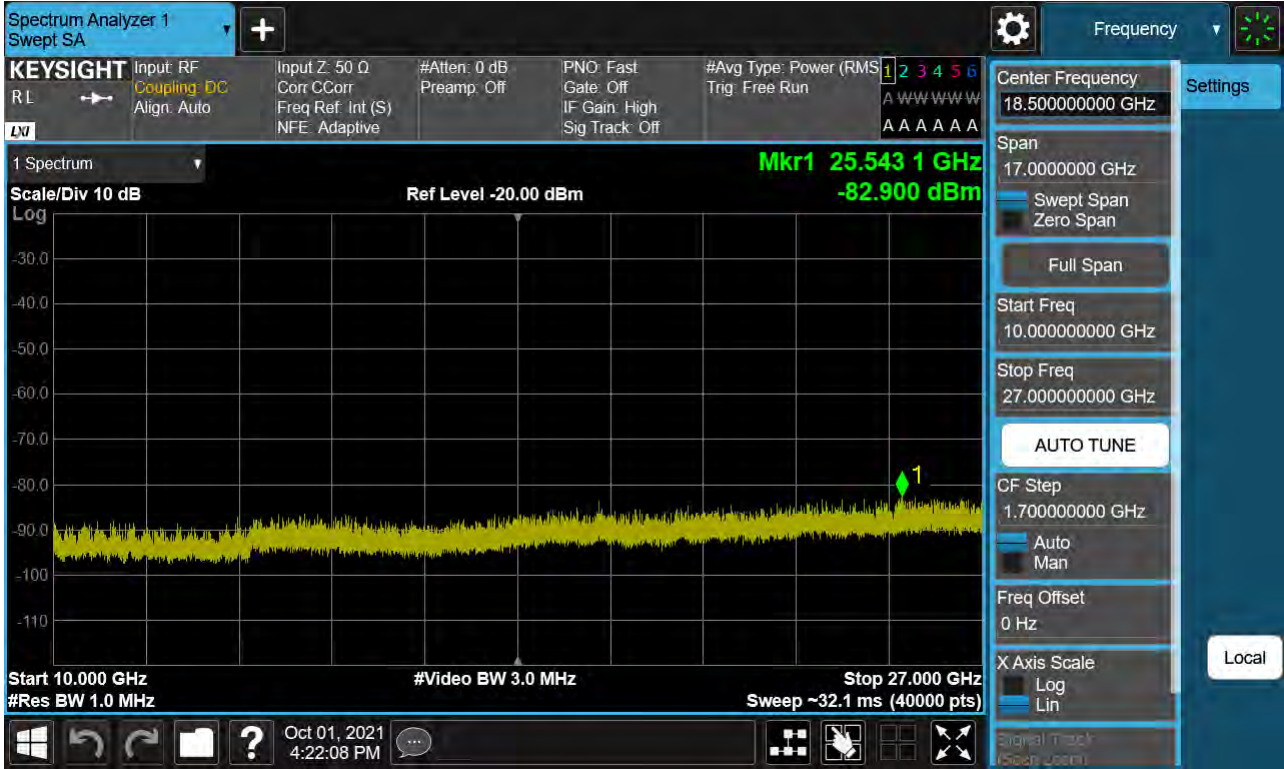 Spectrum Analyzer 1
Swept SA
Frequency
KEYSIGHT
RL
LXI
Input: RF
Coupling: DC
Align: Auto
Input Z: 50 Ω
Corr CCorr
Freq Ref: Int (S)
NFE: Adaptive
#Atten: 0 dB
Preamp: Off
PNO: Fast
Gate: Off
IF Gain: High
Sig Track: Off
#Avg Type: Power (RMS
Trig: Free Run
1 2 3 4 5 6
A W W W W W
A A A A A A
1 Spectrum
Mkr1 25.543 1 GHz
Scale/Div 10 dB
Ref Level -20.00 dBm
-82.900 dBm
Log
-30.0
-40.0
-50.0
-60.0
-70.0
-80.0
-90.0
-100
-110
1
Start 10.000 GHz
#Video BW 3.0 MHz
Stop 27.000 GHz
#Res BW 1.0 MHz
Sweep ~32.1 ms (40000 pts)
Center Frequency
18.500000000 GHz
Settings
Span
17.0000000 GHz
Swept Span
Zero Span
Full Span
Start Freq
10.000000000 GHz
Stop Freq
27.000000000 GHz
AUTO TUNE
CF Step
1.700000000 GHz
Auto
Man
Freq Offset
0 Hz
X Axis Scale
Log
Lin
Signal Track
(Span Zoom)
Local
?
Oct 01, 2021
4:22:08 PM